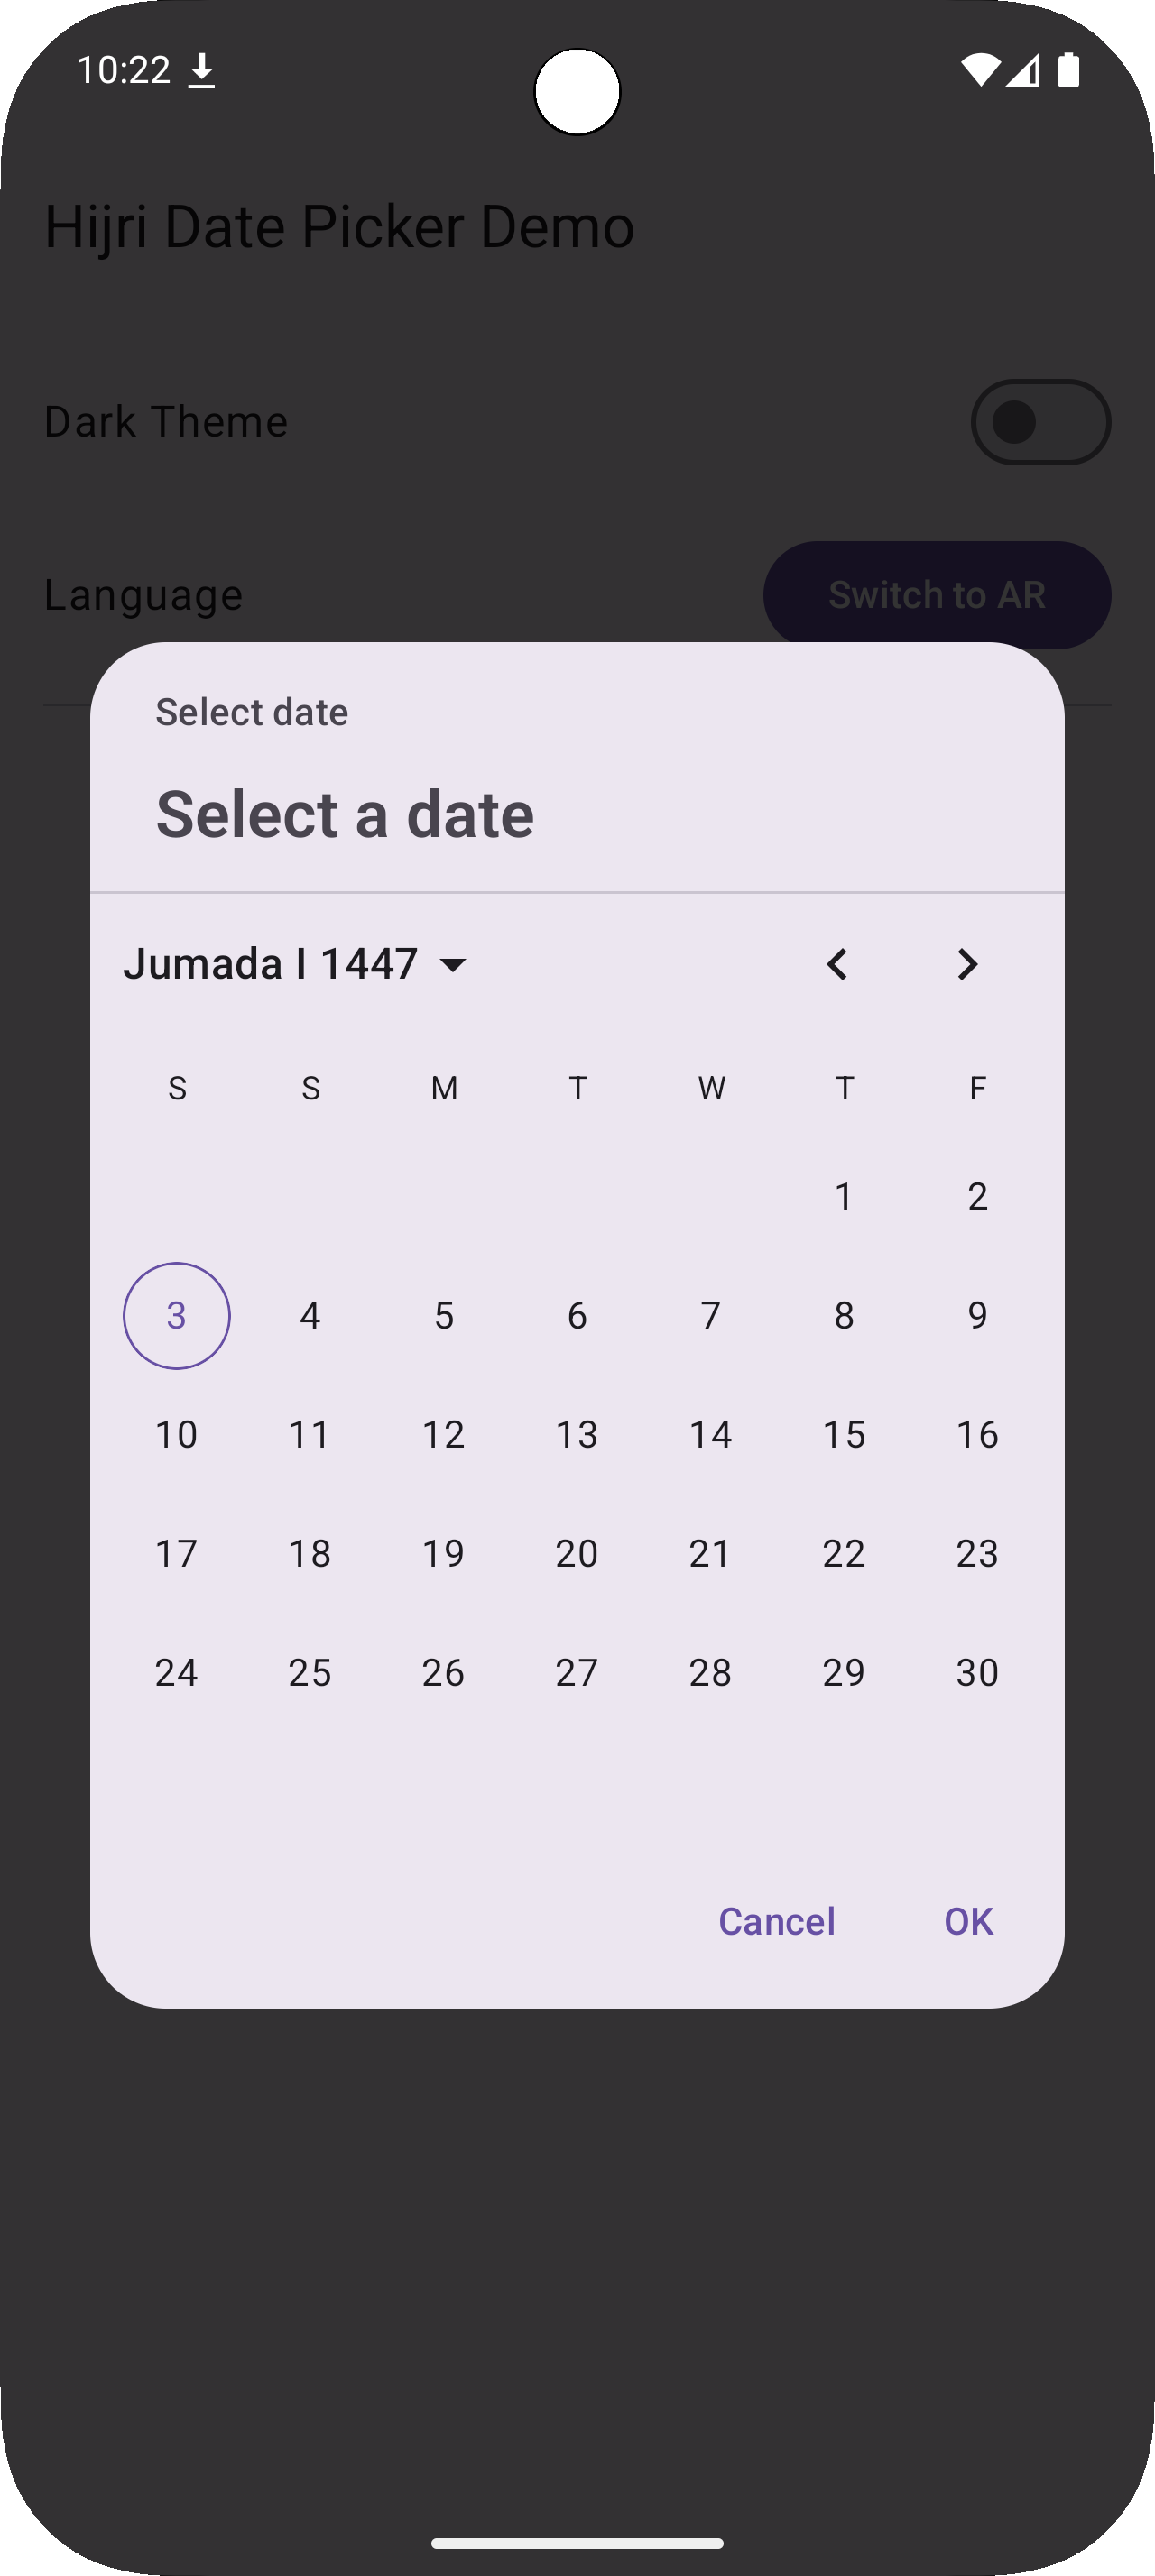 10:22
Hijri Date Picker Demo
Dark Theme
Language Switch to AR
Select date
Select a date
Jumada I 1447
S S M T W T F
1 2
3 4 5 6 7 8 9
10 11 12 13 14 15 16
17 18 19 20 21 22 23
24 25 26 27 28 29 30
Cancel OK